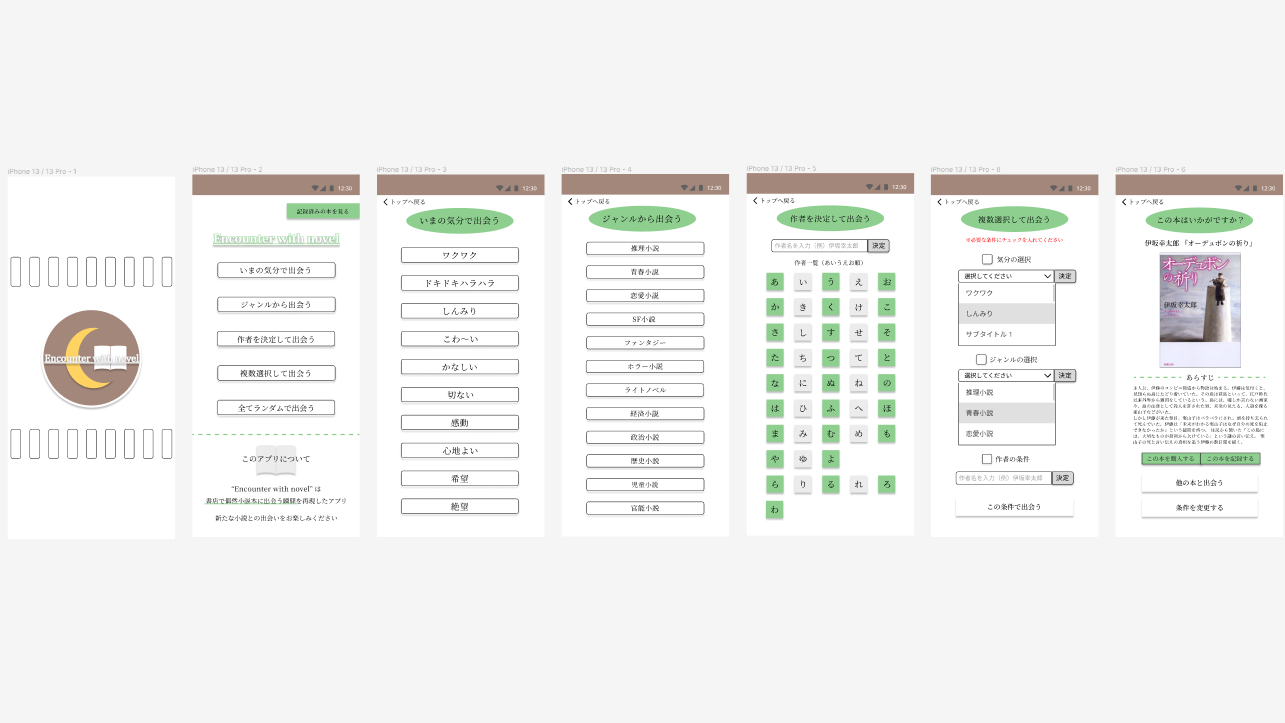 iPhone 13 / 13 Pro - 1
Encounter with novel
iPhone 13 / 13 Pro - 2
12:30
記録済みの本を見る
Encounter with novel
いまの気分で出会う
ジャンルから出会う
作者を決定して出会う
複数選択して出会う
全てランダムで出会う
このアプリについて
“Encounter with novel” は
書店で偶然小説本に出会う瞬間を再現したアプリ
新たな小説との出会いをお楽しみください
iPhone 13 / 13 Pro - 3
12:30
トップへ戻る
いまの気分で出会う
ワクワク
ドキドキハラハラ
しんみり
こわ〜い
かなしい
切ない
感動
心地よい
希望
絶望
iPhone 13 / 13 Pro - 4
12:30
トップへ戻る
ジャンルから出会う
推理小説
青春小説
恋愛小説
SF小説
ファンタジー
ホラー小説
ライトノベル
経済小説
政治小説
歴史小説
児童小説
官能小説
iPhone 13 / 13 Pro - 5
12:30
トップへ戻る
作者を決定して出会う
作者名を入力（例）伊坂幸太郎 決定
作者一覧（あいうえお順）
あ い う え お
か き く け こ
さ し す せ そ
た ち つ て と
な に ぬ ね の
は ひ ふ へ ほ
ま み む め も
や ゆ よ
ら り る れ ろ
わ
iPhone 13 / 13 Pro - 8
12:30
トップへ戻る
複数選択して出会う
※必要な条件にチェックを入れてください
気分の選択
選択してください 決定
ワクワク
しんみり
サブタイトル 1
ジャンルの選択
選択してください 決定
推理小説
青春小説
恋愛小説
作者の条件
作者名を入力（例）伊坂幸太郎 決定
この条件で出会う
iPhone 13 / 13 Pro - 6
12:30
トップへ戻る
この本はいかがですか？
伊坂幸太郎 『オーデュボンの祈り』
オーデュボン
の祈り
伊坂幸太郎
あらすじ
この本を購入する この本を記録する
他の本と出会う
条件を変更する